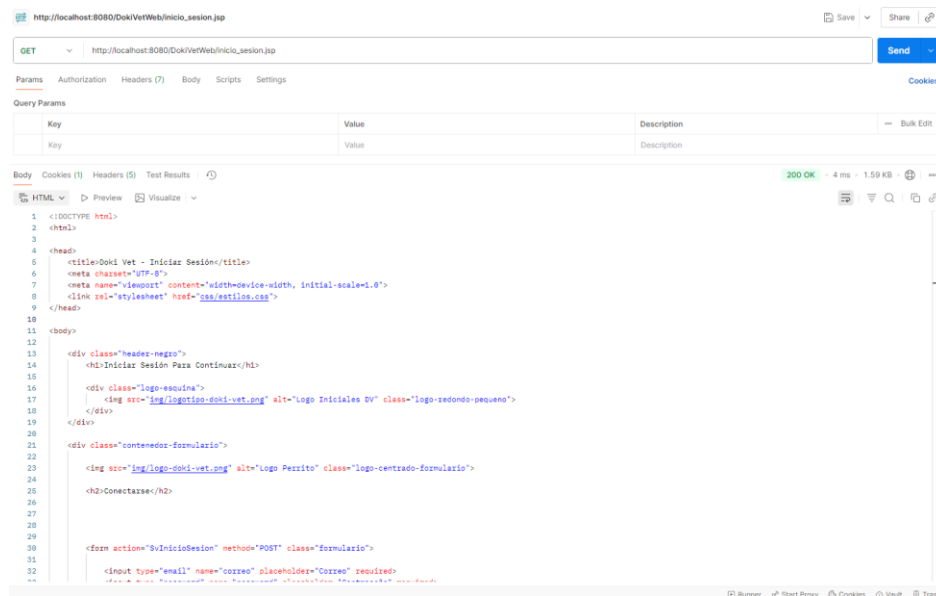 http://localhost:8080/DokiVetWeb/inicio_sesion.jsp
Save
Share
GET
http://localhost:8080/DokiVetWeb/inicio_sesion.jsp
Send
Params Authorization Headers (7) Body Scripts Settings
Cookies
Query Params
Key Value Description Bulk Edit
Key Value Description
Body Cookies (1) Headers (5) Test Results
200 OK 4 ms 1.59 KB
HTML Preview Visualize
1 <!DOCTYPE html>
2 <html>
3
4 <head>
5 <title>Doki Vet - Iniciar Sesión</title>
6 <meta charset="UTF-8">
7 <meta name="viewport" content="width=device-width, initial-scale=1.0">
8 <link rel="stylesheet" href="css/estilos.css">
9 </head>
10
11 <body>
12
13 <div class="header-negro">
14 <h1>Iniciar Sesión Para Continuar</h1>
15
16 <div class="logo-esquina">
17 <img src="img/logotipo-doki-vet.png" alt="Logo Iniciales DV" class="logo-redondo-pequeno">
18 </div>
19 </div>
20
21 <div class="contenedor-formulario">
22
23 <img src="img/logo-doki-vet.png" alt="Logo Perrito" class="logo-centrado-formulario">
24
25 <h2>Conectarse</h2>
26
27
28
29
30 <form action="SvInicioSesion" method="POST" class="formulario">
31
32 <input type="email" name="correo" placeholder="Correo" required>
Runner Start Proxy Cookies Vault